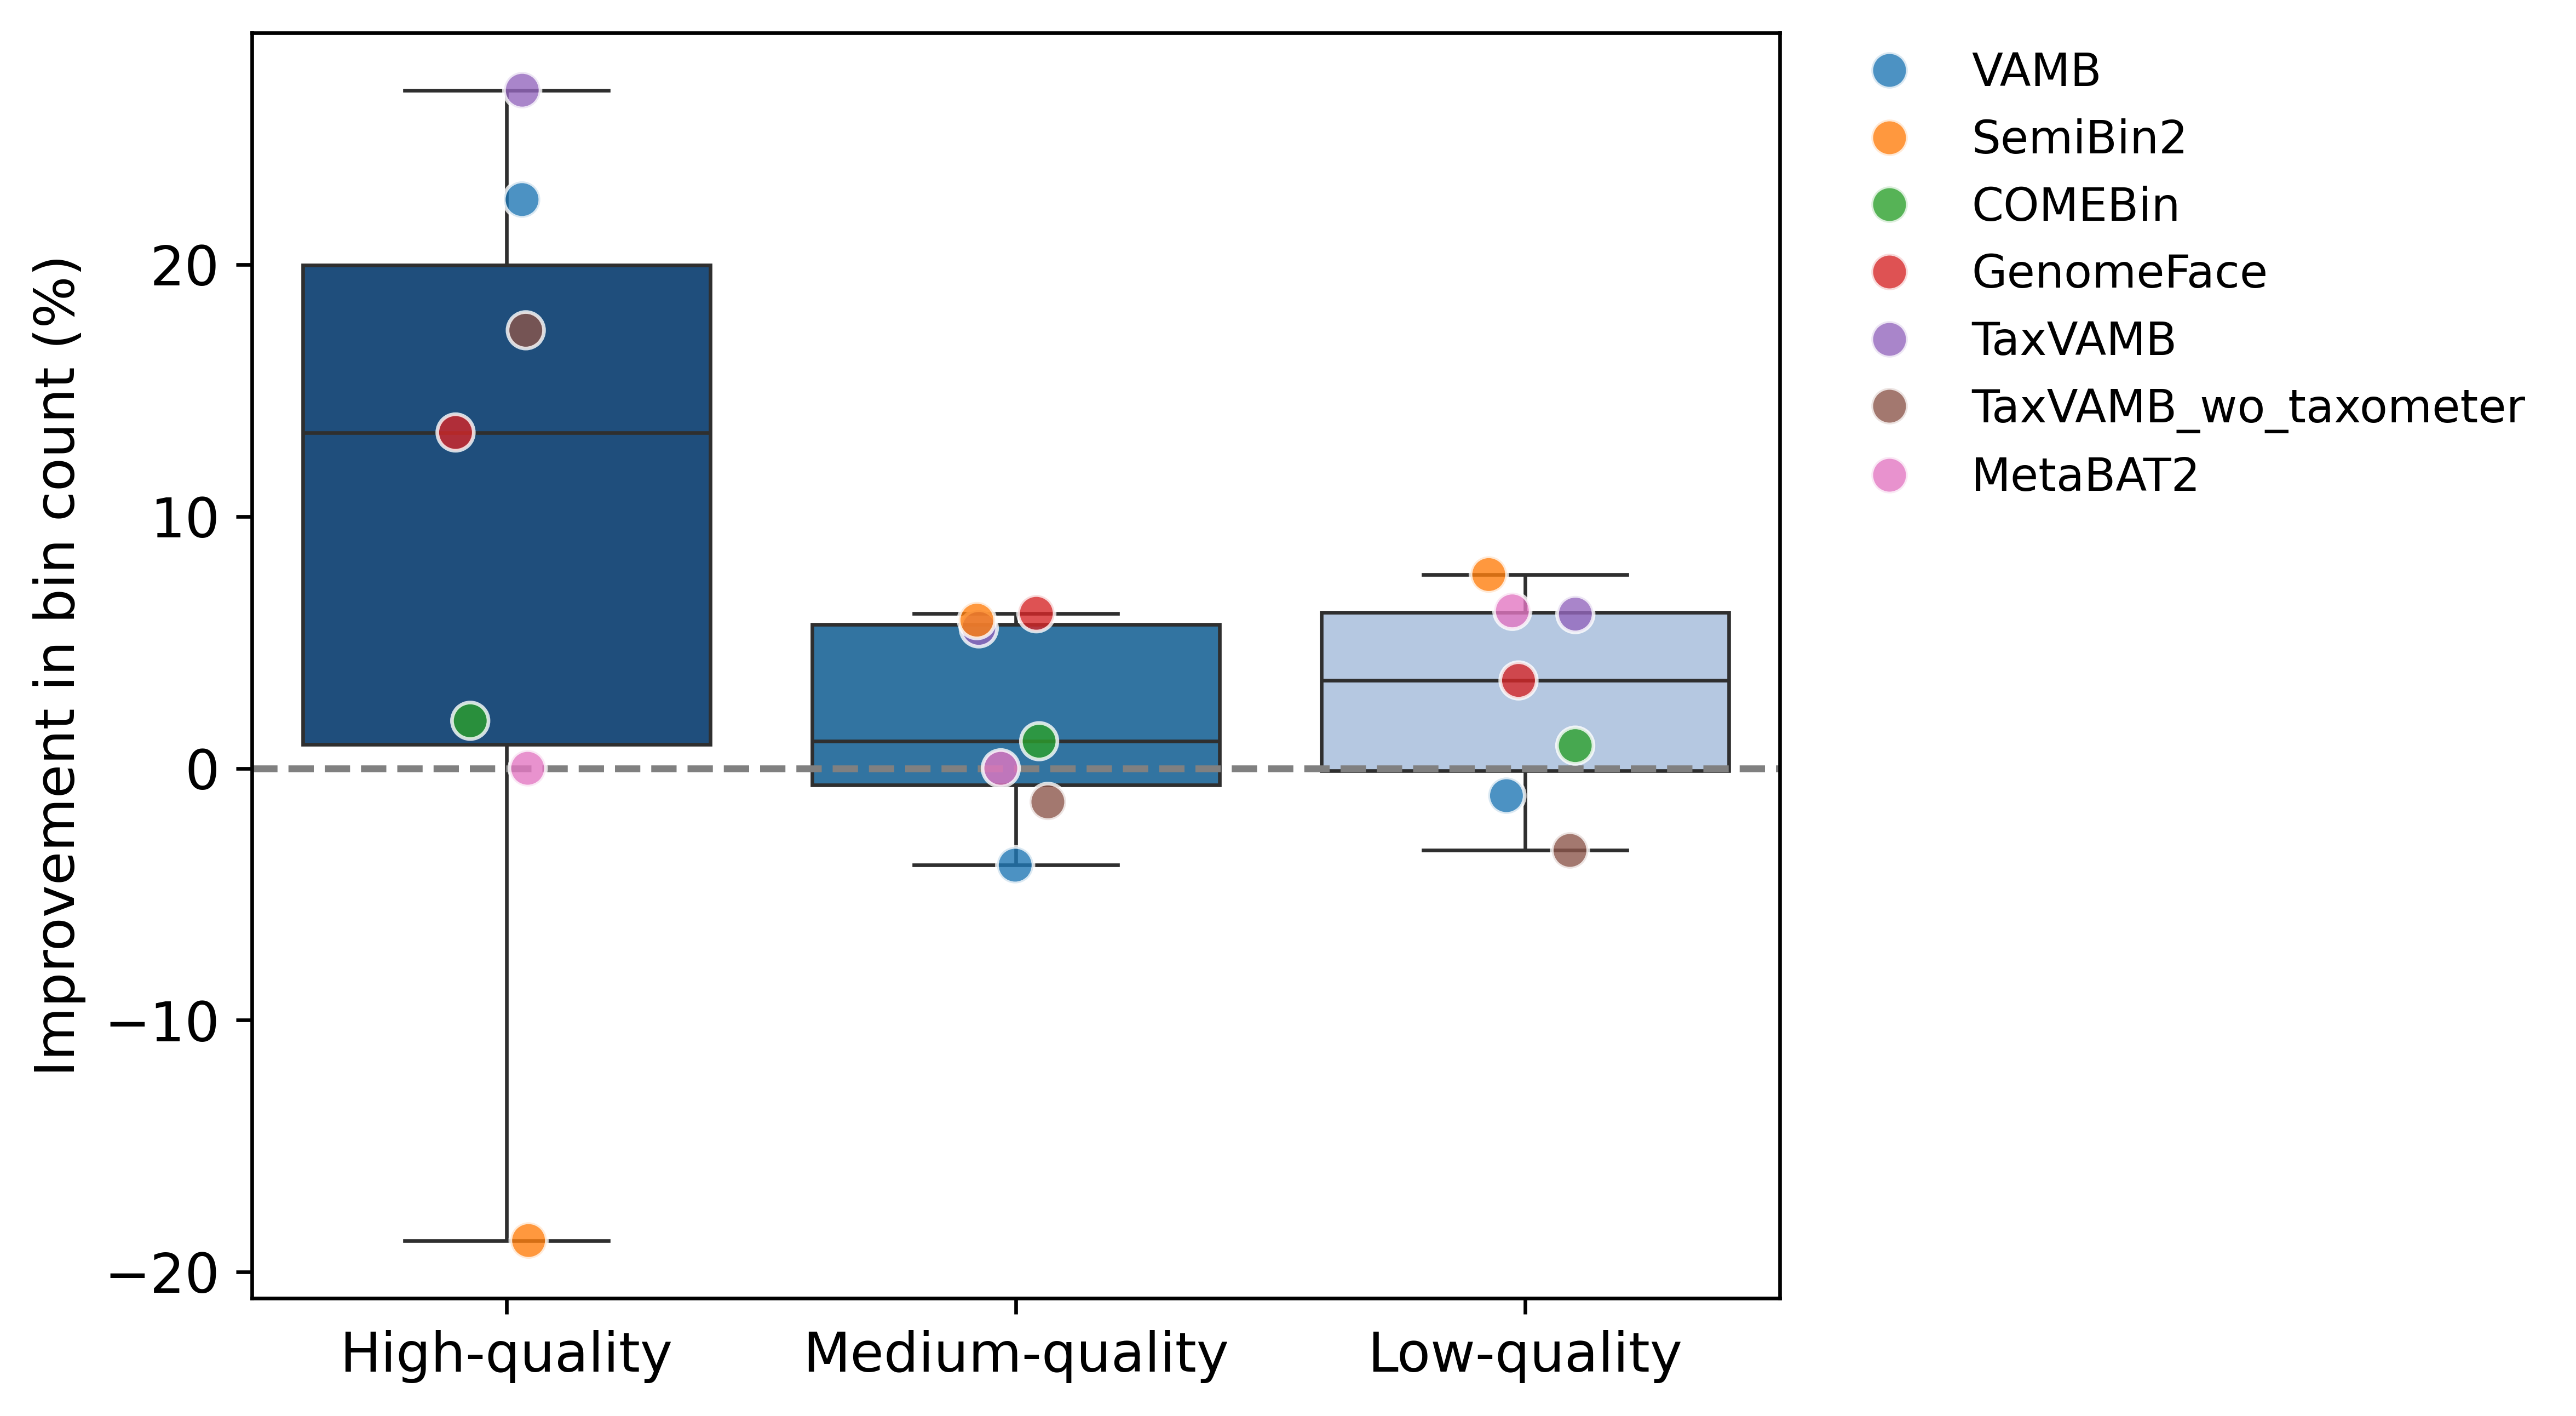 Improvement in bin count (%)
20
10
0
−10
−20
High-quality
Medium-quality
Low-quality
VAMB
SemiBin2
COMEBin
GenomeFace
TaxVAMB
TaxVAMB_wo_taxometer
MetaBAT2